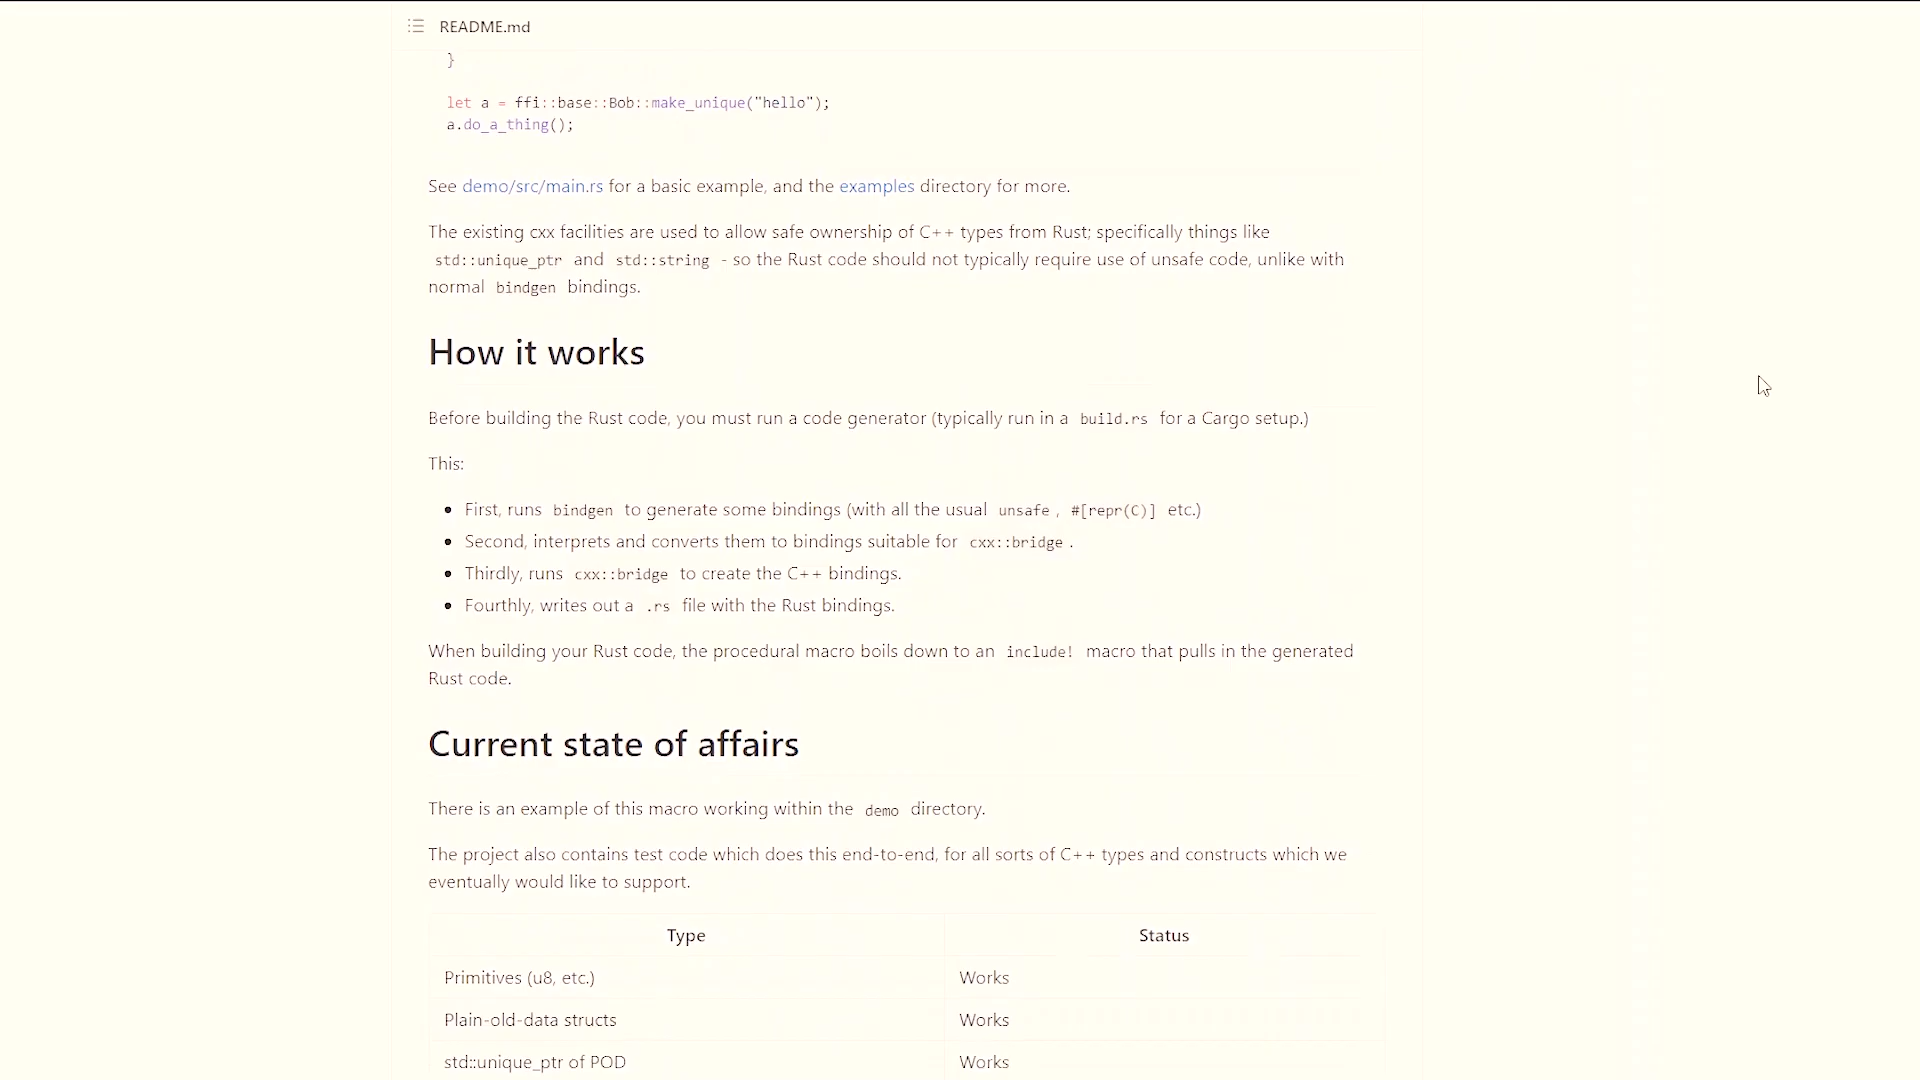 README.md
}
let a = ffi::base::Bob::make_unique("hello");
a.do_a_thing();
See demo/src/main.rs for a basic example, and the examples directory for more.
The existing cxx facilities are used to allow safe ownership of C++ types from Rust; specifically things like
std::unique_ptr and std::string - so the Rust code should not typically require use of unsafe code, unlike with
normal bindgen bindings.
How it works
Before building the Rust code, you must run a code generator (typically run in a build.rs for a Cargo setup.)
This:
• First, runs bindgen to generate some bindings (with all the usual unsafe, #[repr(C)] etc.)
• Second, interprets and converts them to bindings suitable for cxx::bridge.
• Thirdly, runs cxx::bridge to create the C++ bindings.
• Fourthly, writes out a .rs file with the Rust bindings.
When building your Rust code, the procedural macro boils down to an include! macro that pulls in the generated
Rust code.
Current state of affairs
There is an example of this macro working within the demo directory.
The project also contains test code which does this end-to-end, for all sorts of C++ types and constructs which we
eventually would like to support.
Type Status
Primitives (u8, etc.) Works
Plain-old-data structs Works
std::unique_ptr of POD Works